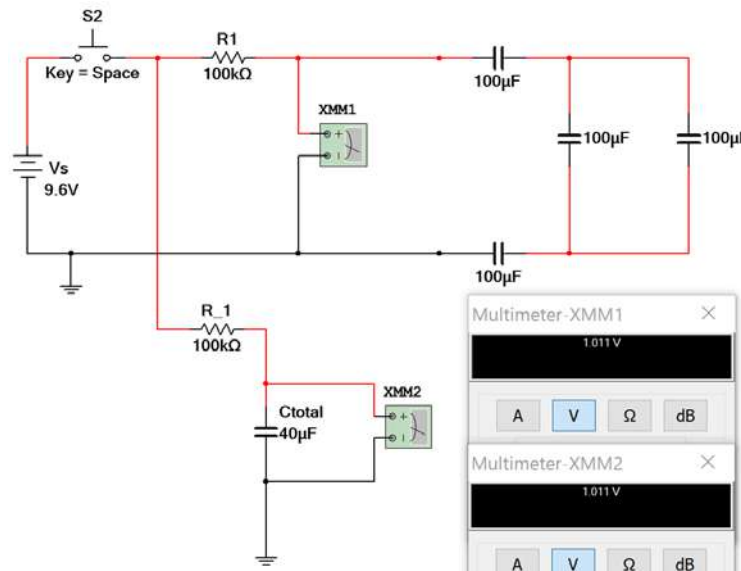 S2
Key = Space
R1
100kΩ
100µF
XMM1
Vs
9.6V
100µF
100µF
100µF
R_1
100kΩ
XMM2
Ctotal
40µF
Multimeter-XMM1
1.011 V
A V Ω dB
Multimeter-XMM2
1.011 V
A V Ω dB